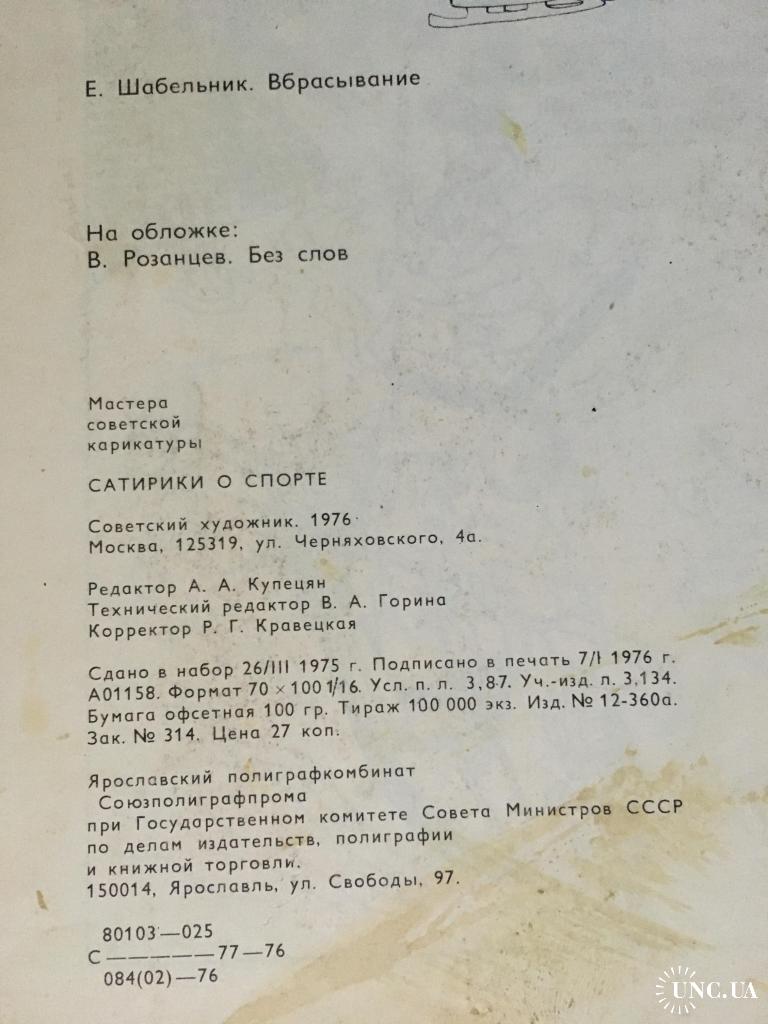 Е. Шабельник. Вбрасывание
На обложке:
В. Розанцев. Без слов
Мастера
советской
карикатуры
САТИРИКИ О СПОРТЕ
Советский художник. 1976
Москва, 125319, ул. Черняховского, 4а.
Редактор А. А. Купецян
Технический редактор В. А. Горина
Корректор Р. Г. Кравецкая
Сдано в набор 26/III 1975 г. Подписано в печать 7/I 1976 г.
А01158. Формат 70 × 100 1/16. Усл. п. л. 3,87. Уч.-изд. л. 3,134.
Бумага офсетная 100 гр. Тираж 100 000 экз. Изд. № 12-360а.
Зак. № 314. Цена 27 коп.
Ярославский полиграфкомбинат
Союзполиграфпрома
при Государственном комитете Совета Министров СССР
по делам издательств, полиграфии
и книжной торговли.
150014, Ярославль, ул. Свободы, 97.
80103—025
С—————77—76
084(02)—76
UNC.UA